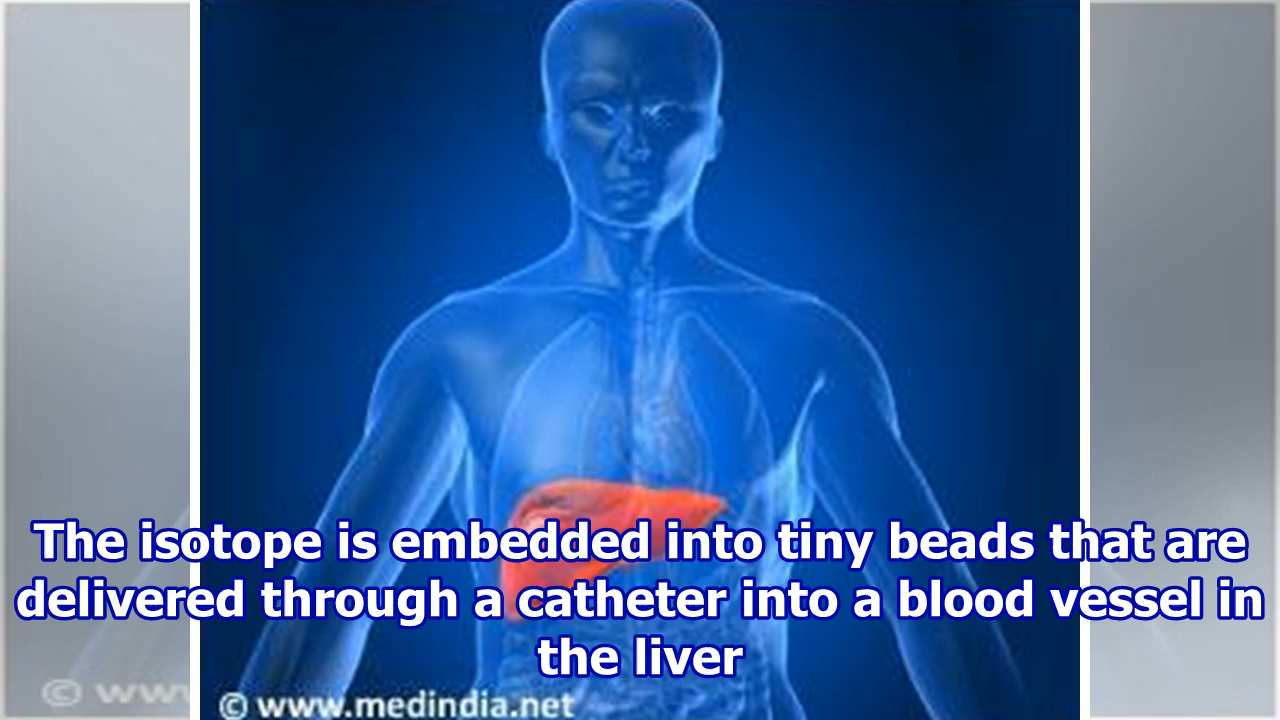 The isotope is embedded into tiny beads that are
delivered through a catheter into a blood vessel in
the liver
© www
© www.medindia.net